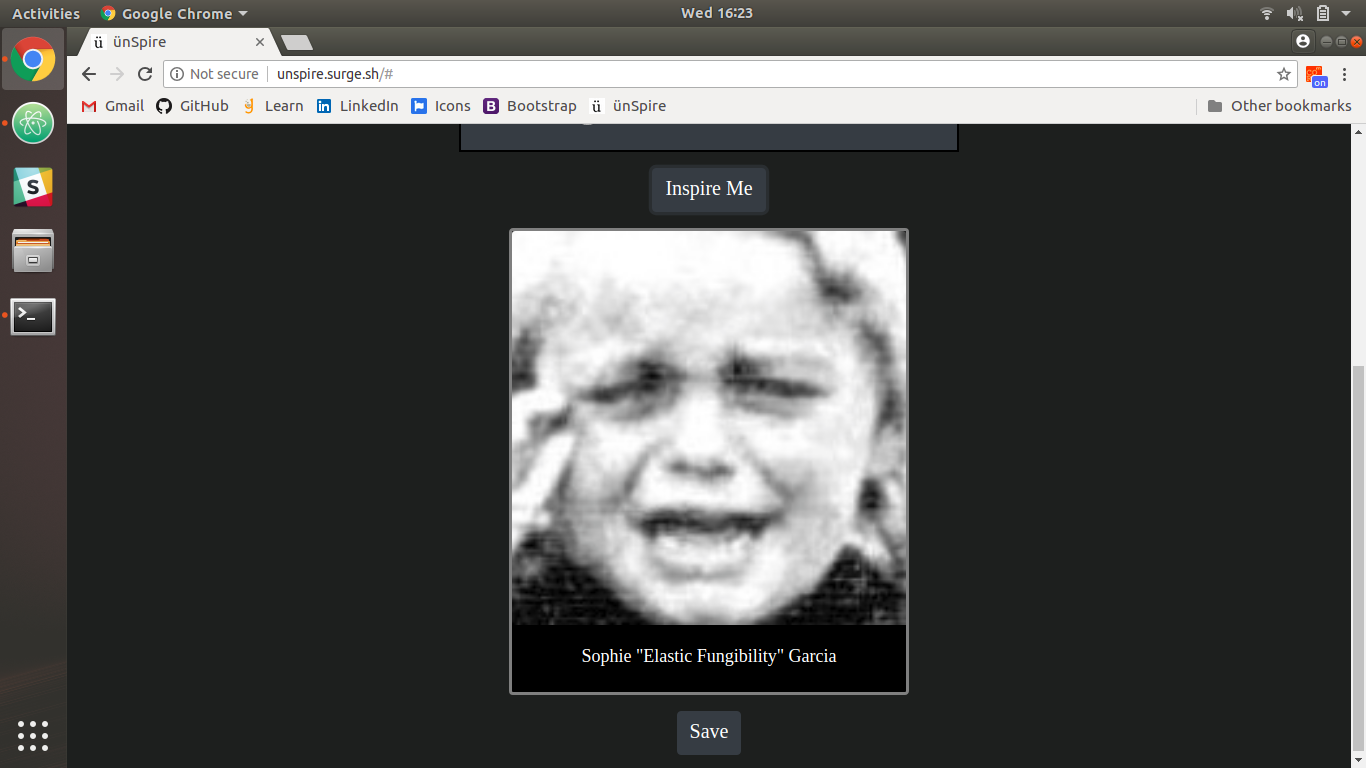 Activities
Google Chrome
Wed 16:23
ü ünSpire
Not secure
unspire.surge.sh/#
on
Gmail
GitHub
Learn
LinkedIn
Icons
B Bootstrap
ü ünSpire
Other bookmarks
Inspire Me
Sophie "Elastic Fungibility" Garcia
Save